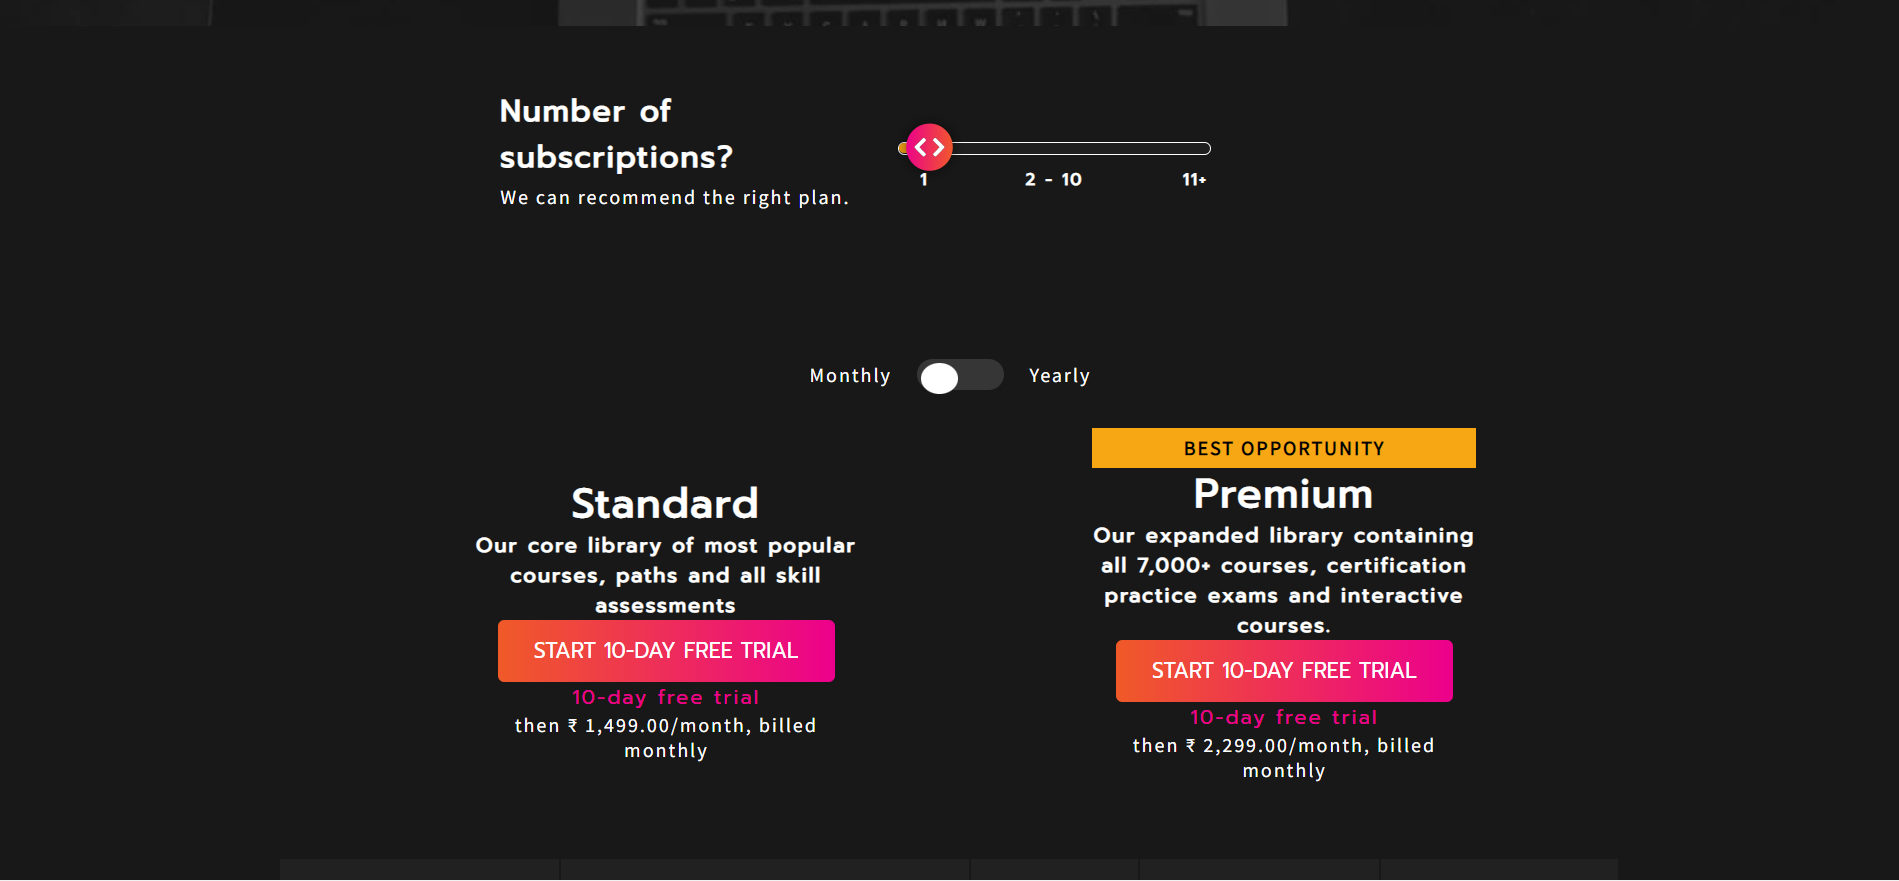 Number of
subscriptions?
We can recommend the right plan.
1
2 - 10
11+
Monthly
Yearly
BEST OPPORTUNITY
Standard
Our core library of most popular
courses, paths and all skill
assessments
START 10-DAY FREE TRIAL
10-day free trial
then ₹ 1,499.00/month, billed
monthly
Premium
Our expanded library containing
all 7,000+ courses, certification
practice exams and interactive
courses.
START 10-DAY FREE TRIAL
10-day free trial
then ₹ 2,299.00/month, billed
monthly